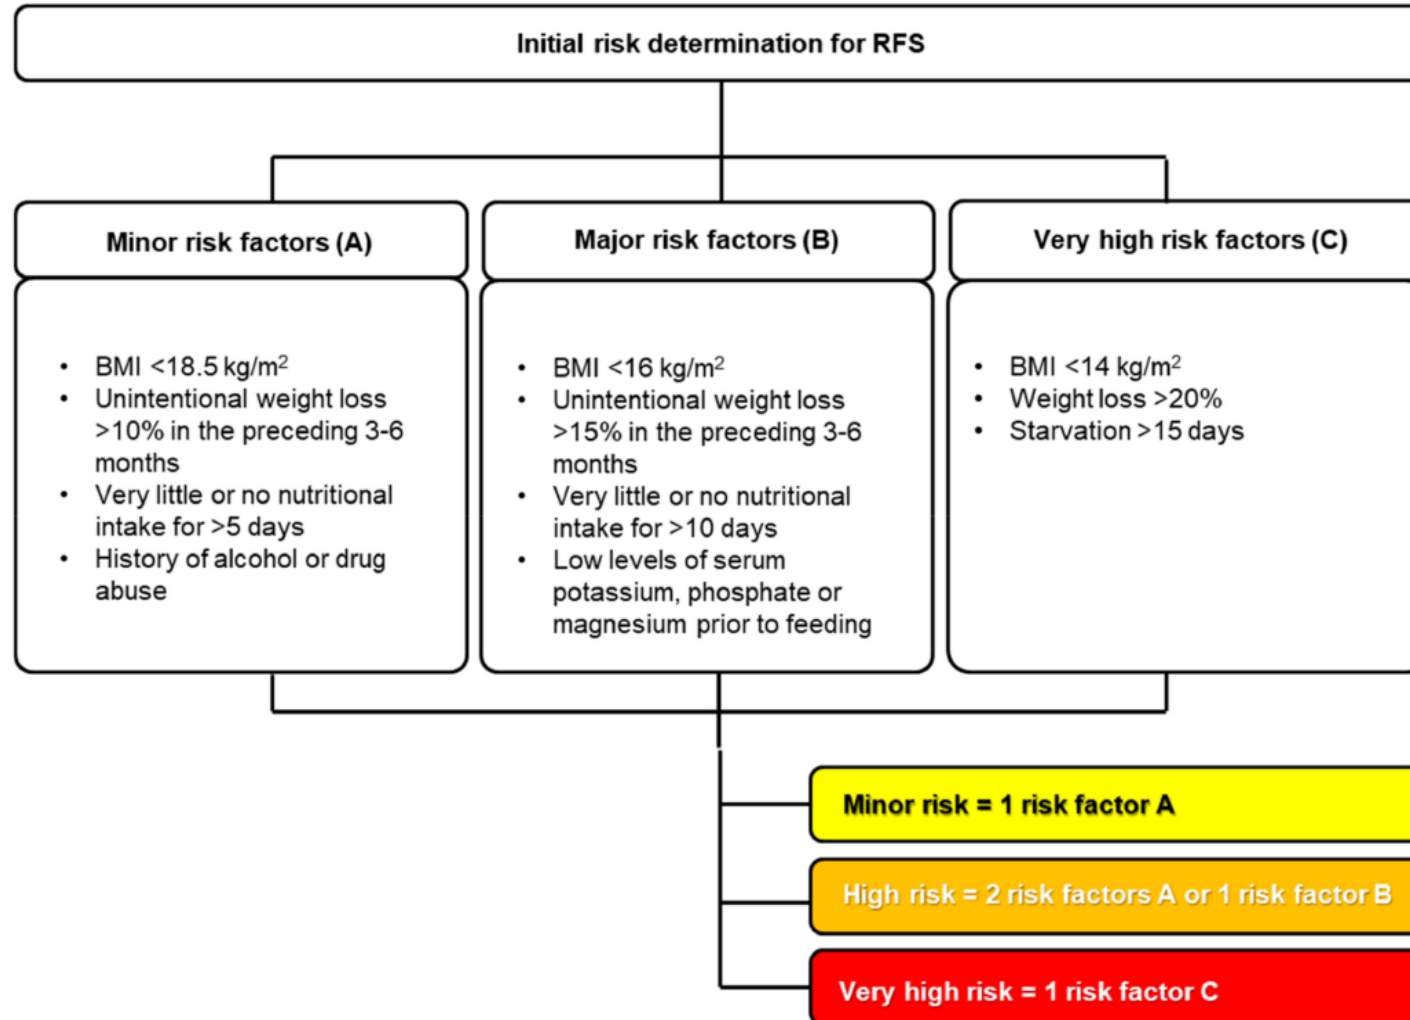 Initial risk determination for RFS
Minor risk factors (A)
• BMI <18.5 kg/m²
• Unintentional weight loss
>10% in the preceding 3-6
months
• Very little or no nutritional
intake for >5 days
• History of alcohol or drug
abuse
Major risk factors (B)
• BMI <16 kg/m²
• Unintentional weight loss
>15% in the preceding 3-6
months
• Very little or no nutritional
intake for >10 days
• Low levels of serum
potassium, phosphate or
magnesium prior to feeding
Very high risk factors (C)
• BMI <14 kg/m²
• Weight loss >20%
• Starvation >15 days
Minor risk = 1 risk factor A
High risk = 2 risk factors A or 1 risk factor B
Very high risk = 1 risk factor C